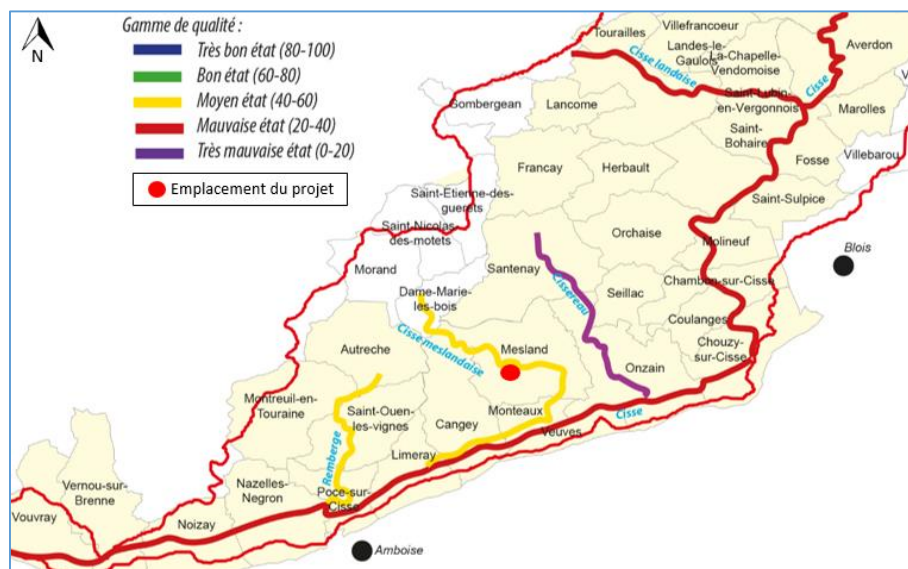 N
Gamme de qualité :
Très bon état (80-100)
Bon état (60-80)
Moyen état (40-60)
Mauvaise état (20-40)
Très mauvaise état (0-20)
Emplacement du projet
Tourailles
Villefrancoeur
Landes-le-
Gaulois
La-Chapelle-
Vendomoise
Averdon
Cisse landaise
Cisse
Gombergean
Lancome
Saint-Lubin-
en-Vergonnois
Marolles
Saint-
Bohaire
Fosse
Villebarou
Francay
Herbault
Saint-Etienne-des-
guerets
Saint-Sulpice
Saint-Nicolas-
des-motets
Orchaise
Molineuf
Blois
Morand
Santenay
Cissereau
Seillac
Chambon-sur-Cisse
Dame-Marie-
les-bois
Coulanges
Cisse meslandaise
Autreche
Mesland
Chouzy-
sur-Cisse
Onzain
Montreuil-en-
Touraine
Saint-Ouen-
les-vignes
Cangey
Monteaux
Cisse
Veuves
Remberge
Limeray
Vernou-sur-
Brenne
Nazelles-
Negron
Poce-sur-
Cisse
Vouvray
Noizay
Amboise